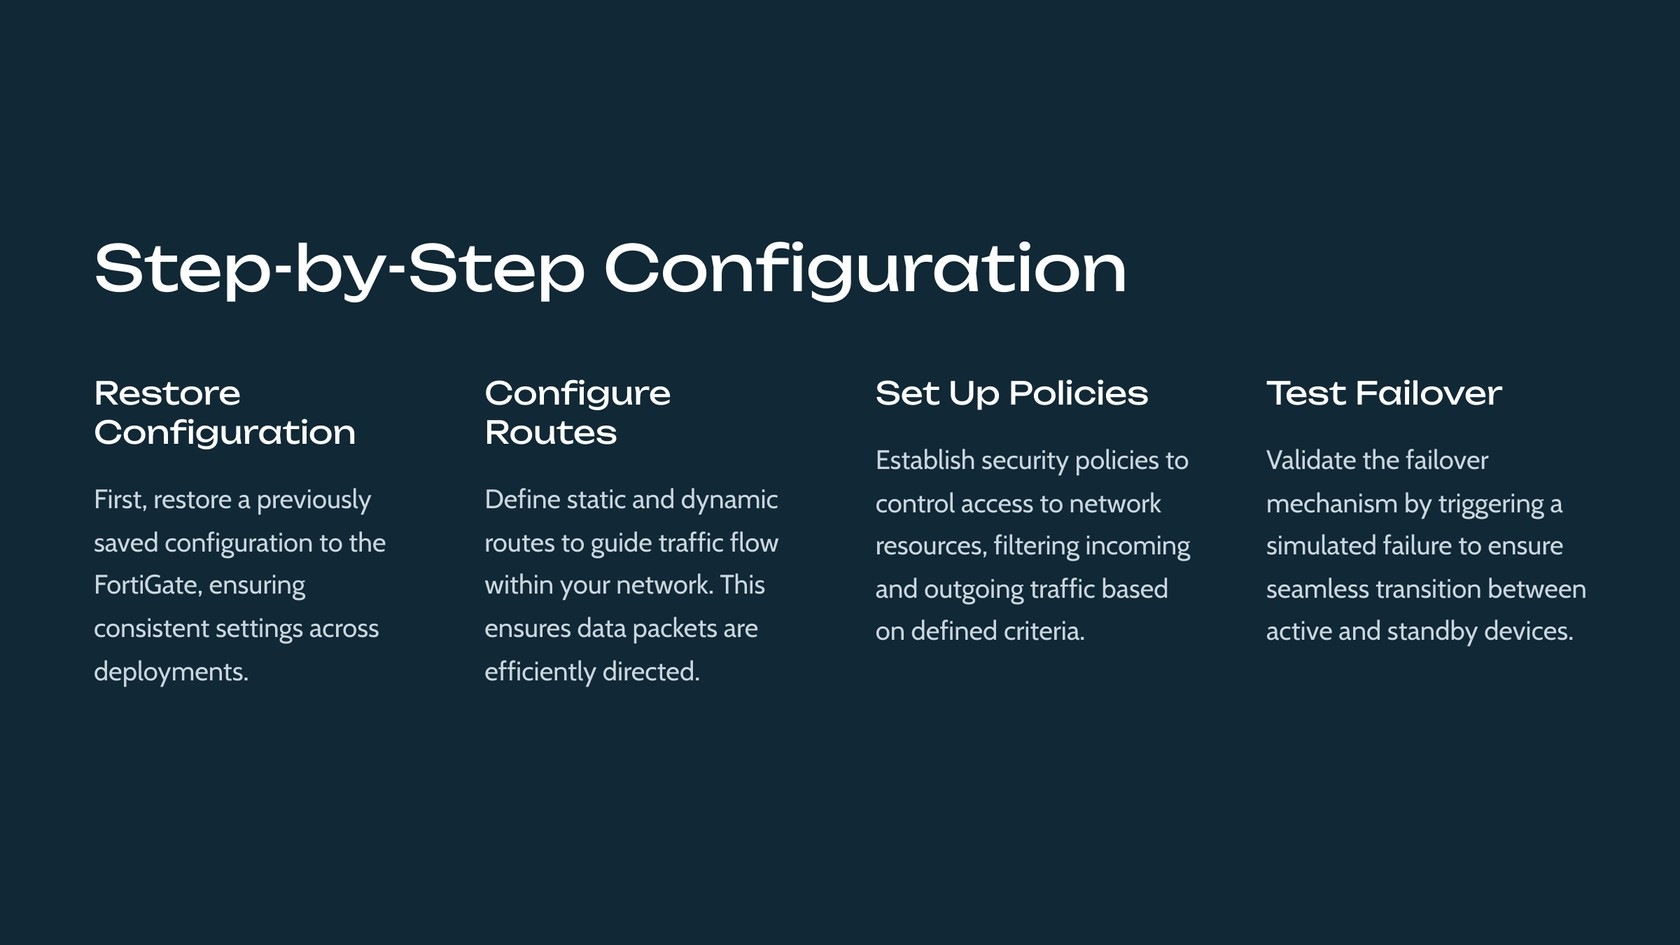 Step-by-Step Configuration
Restore
Configuration
First, restore a previously
saved configuration to the
FortiGate, ensuring
consistent settings across
deployments.
Configure
Routes
Define static and dynamic
routes to guide traffic flow
within your network. This
ensures data packets are
efficiently directed.
Set Up Policies
Establish security policies to
control access to network
resources, filtering incoming
and outgoing traffic based
on defined criteria.
Test Failover
Validate the failover
mechanism by triggering a
simulated failure to ensure
seamless transition between
active and standby devices.